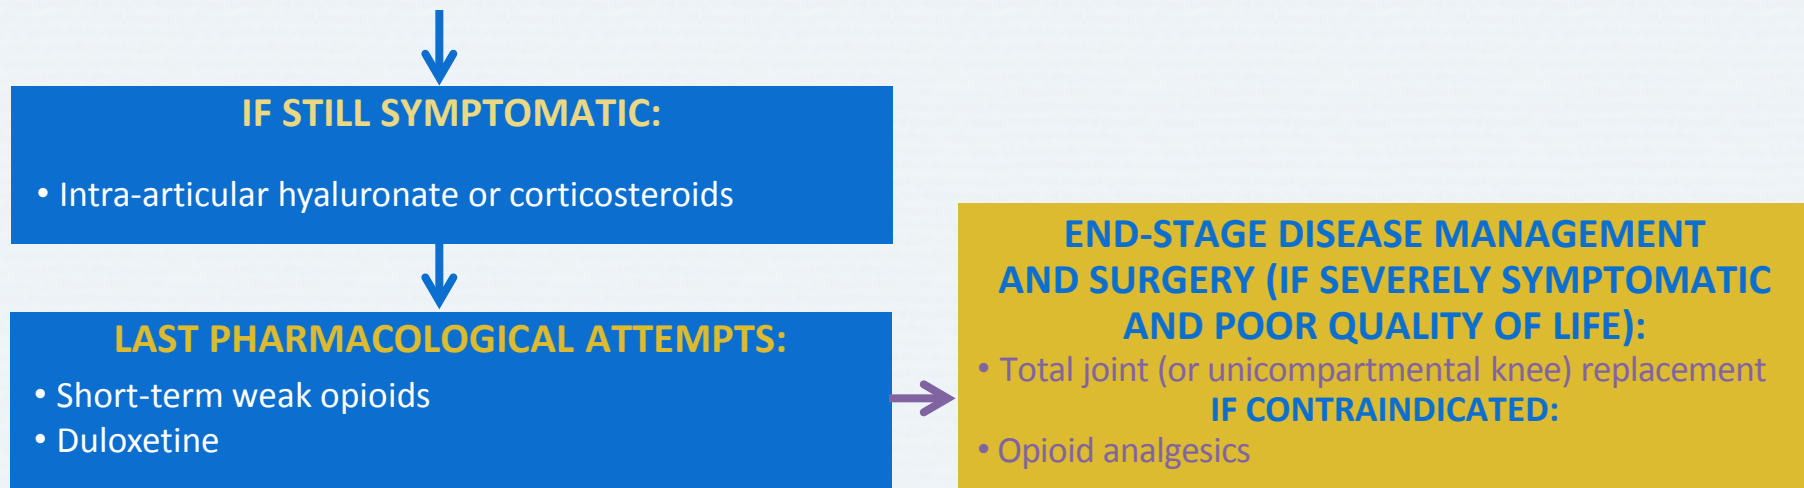 IF STILL SYMPTOMATIC:
• Intra-articular hyaluronate or corticosteroids
LAST PHARMACOLOGICAL ATTEMPTS:
• Short-term weak opioids
• Duloxetine
END-STAGE DISEASE MANAGEMENT
AND SURGERY (IF SEVERELY SYMPTOMATIC
AND POOR QUALITY OF LIFE):
• Total joint (or unicompartmental knee) replacement
IF CONTRAINDICATED:
• Opioid analgesics